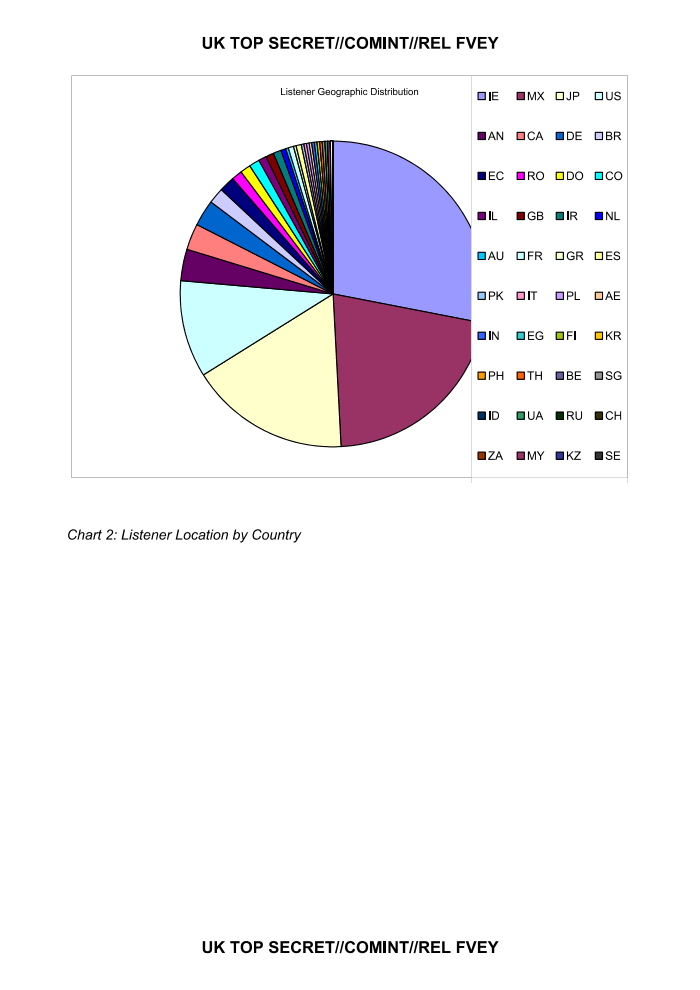 UK TOP SECRET//COMINT//REL FVEY
Listener Geographic Distribution
IE MX JP US
AN CA DE BR
EC RO DO CO
IL GB IR NL
AU FR GR ES
PK IT PL AE
IN EG FI KR
PH TH BE SG
ID UA RU CH
ZA MY KZ SE
Chart 2: Listener Location by Country
UK TOP SECRET//COMINT//REL FVEY